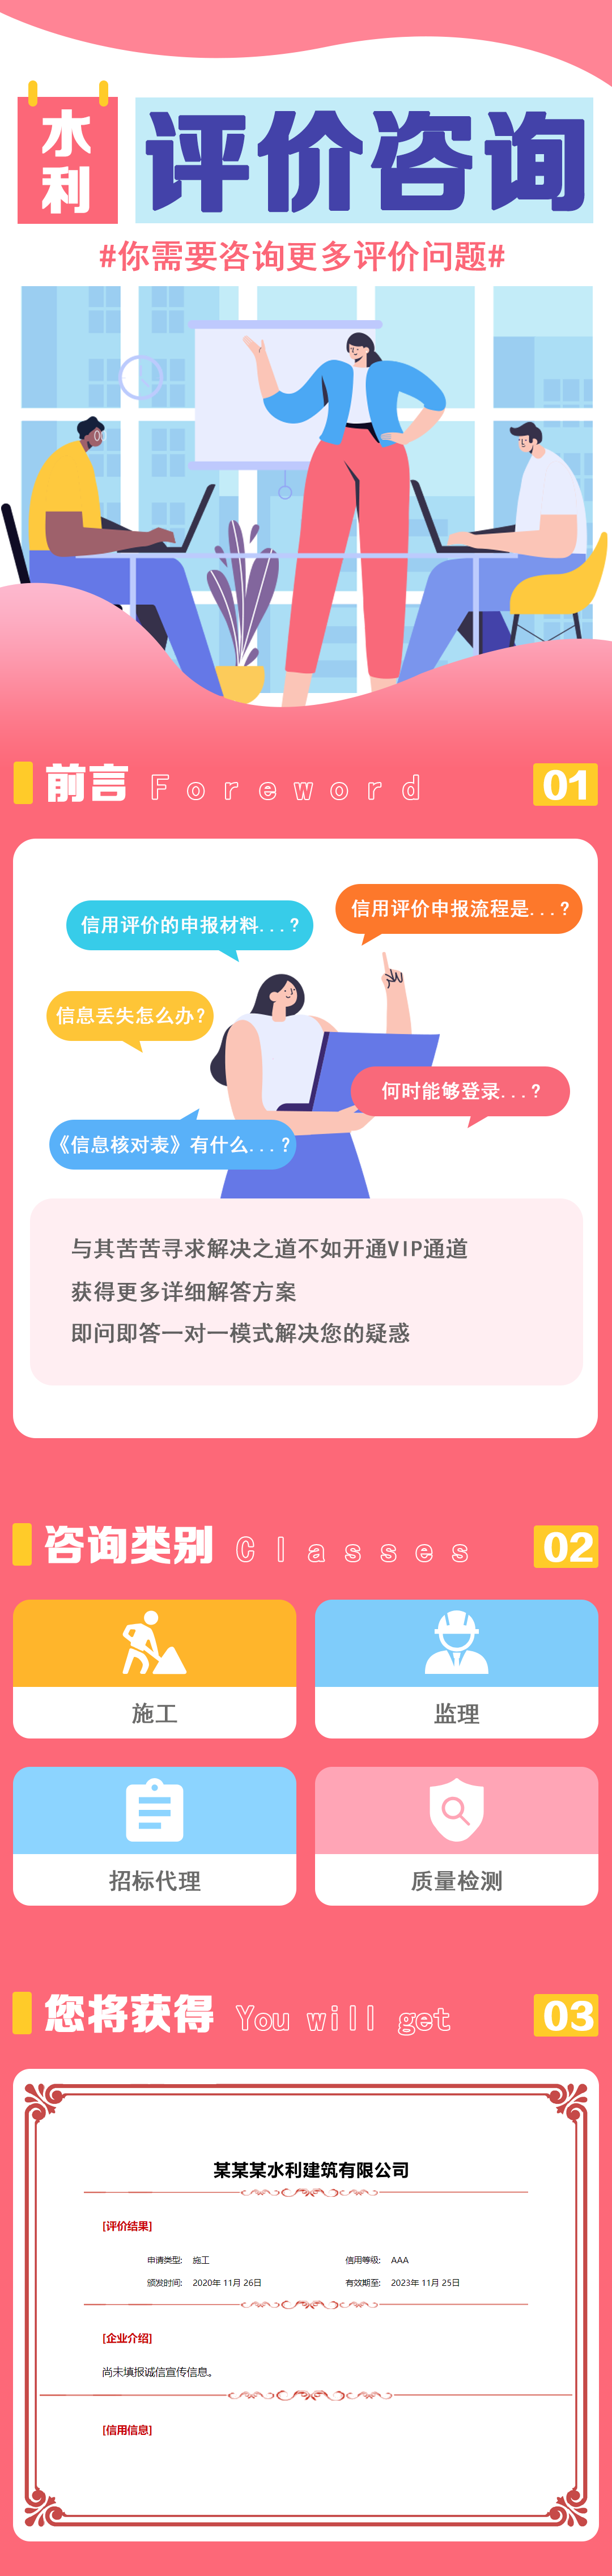 水利
评价咨询
#你需要咨询更多评价问题#
前言 Foreword 01
信用评价的申报材料...?
信用评价申报流程是...?
信息丢失怎么办?
何时能够登录...?
《信息核对表》有什么...?
与其苦苦寻求解决之道不如开通VIP通道
获得更多详细解答方案
即问即答一对一模式解决您的疑惑
咨询类别 Classes 02
施工
监理
招标代理
质量检测
您将获得 You will get 03
某某某水利建筑有限公司
[评价结果]
申请类型: 施工 信用等级: AAA
颁发时间: 2020年 11月 26日 有效期至: 2023年 11月 25日
[企业介绍]
尚未填报诚信宣传信息。
[信用信息]